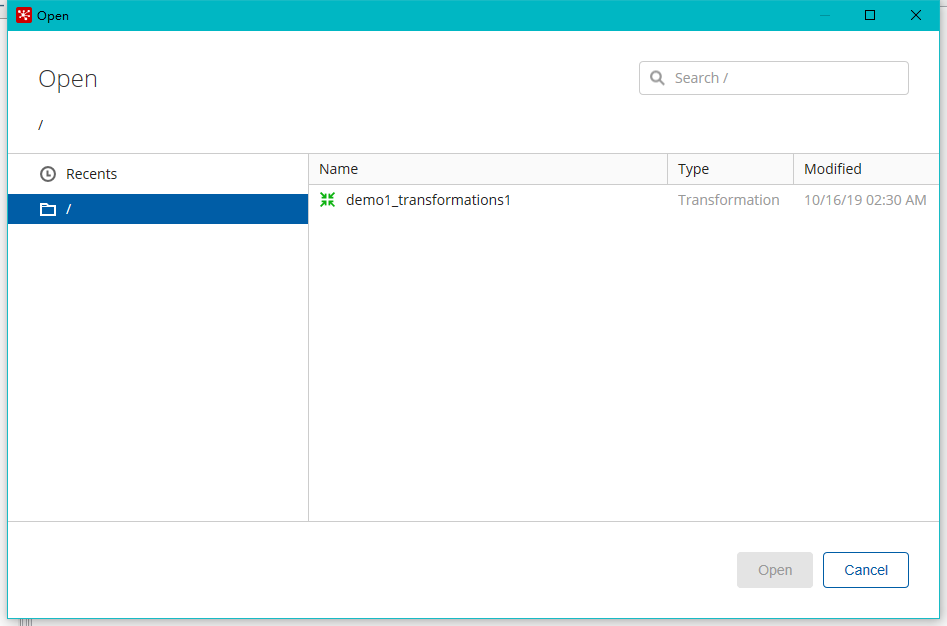 Open
Open
Search /
/
Recents
/
Name Type Modified
demo1_transformations1 Transformation 10/16/19 02:30 AM
Open Cancel